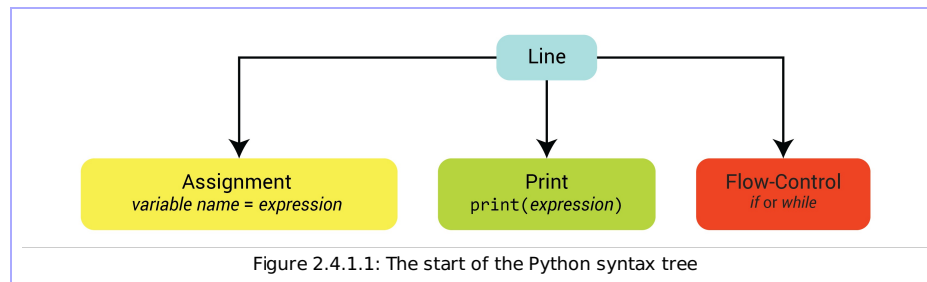 Line
Assignment
variable name = expression
Print
print(expression)
Flow-Control
if or while
Figure 2.4.1.1: The start of the Python syntax tree